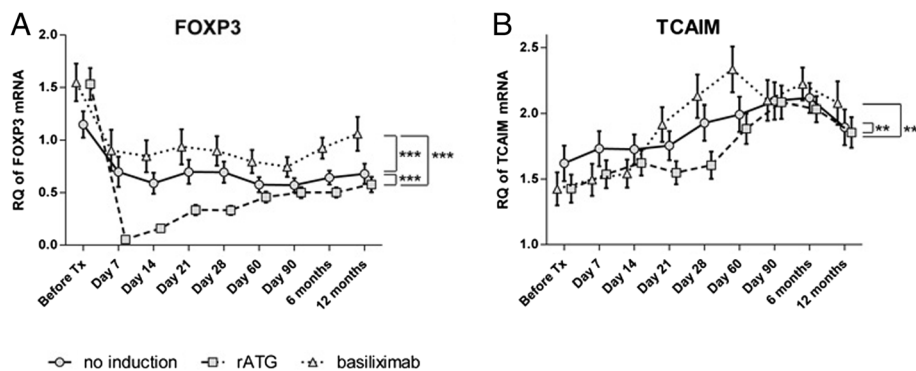 A
FOXP3
RQ of FOXP3 mRNA
2.0
1.5
1.0
0.5
0.0
***
***
***
Before Tx
Day 7
Day 14
Day 21
Day 28
Day 60
Day 90
6 months
12 months
B
TCAIM
RQ of TCAIM mRNA
2.5
2.0
1.5
1.0
**
**
Before Tx
Day 7
Day 14
Day 21
Day 28
Day 60
Day 90
6 months
12 months
no induction
rATG
basiliximab